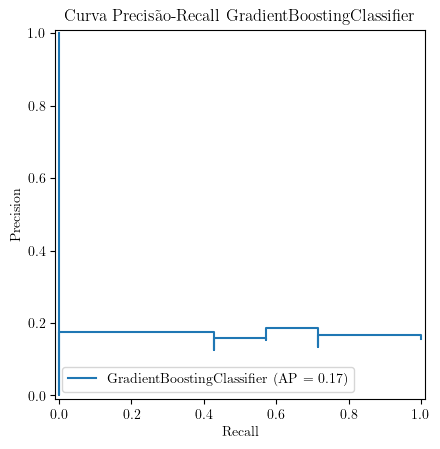 Curva Precisão-Recall GradientBoostingClassifier
1.0
0.8
0.6
0.4
0.2
0.0
Precision
GradientBoostingClassifier (AP = 0.17)
0.0 0.2 0.4 0.6 0.8 1.0
Recall